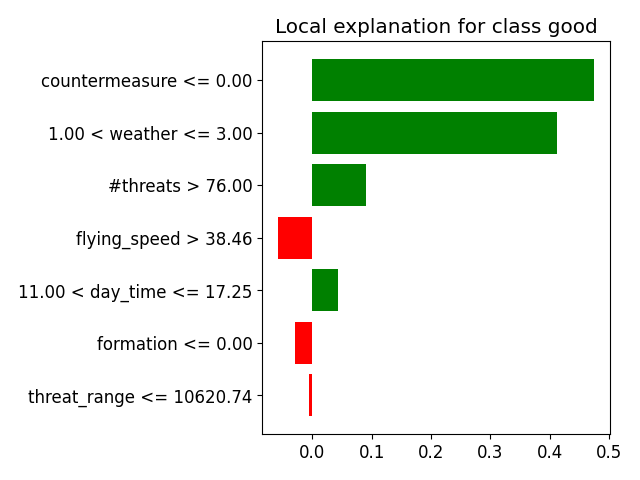 Local explanation for class good
countermeasure <= 0.00
1.00 < weather <= 3.00
#threats > 76.00
flying_speed > 38.46
11.00 < day_time <= 17.25
formation <= 0.00
threat_range <= 10620.74
0.0 0.1 0.2 0.3 0.4 0.5